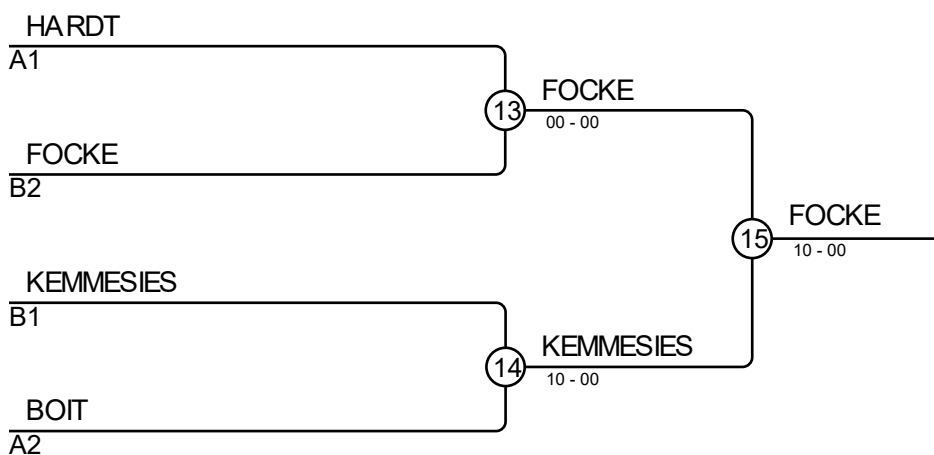 HARDT
A1
13
FOCKE
00 - 00
FOCKE
B2
15
FOCKE
10 - 00
KEMMESIES
B1
14
KEMMESIES
10 - 00
BOIT
A2